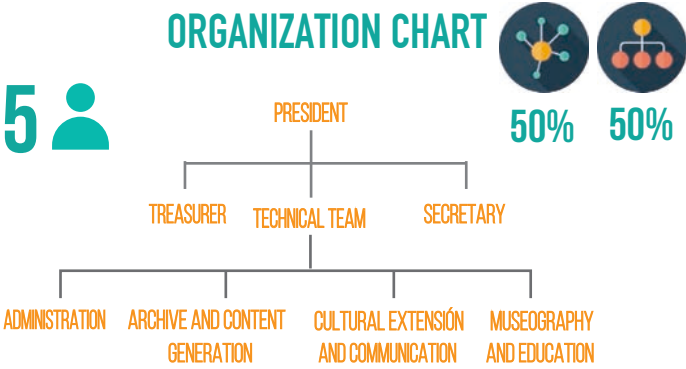 ORGANIZATION CHART
5
50% 50%
PRESIDENT
TREASURER TECHNICAL TEAM SECRETARY
ADMINISTRATION ARCHIVE AND CONTENT CULTURAL EXTENSIÓN MUSEOGRAPHY
GENERATION AND COMMUNICATION AND EDUCATION